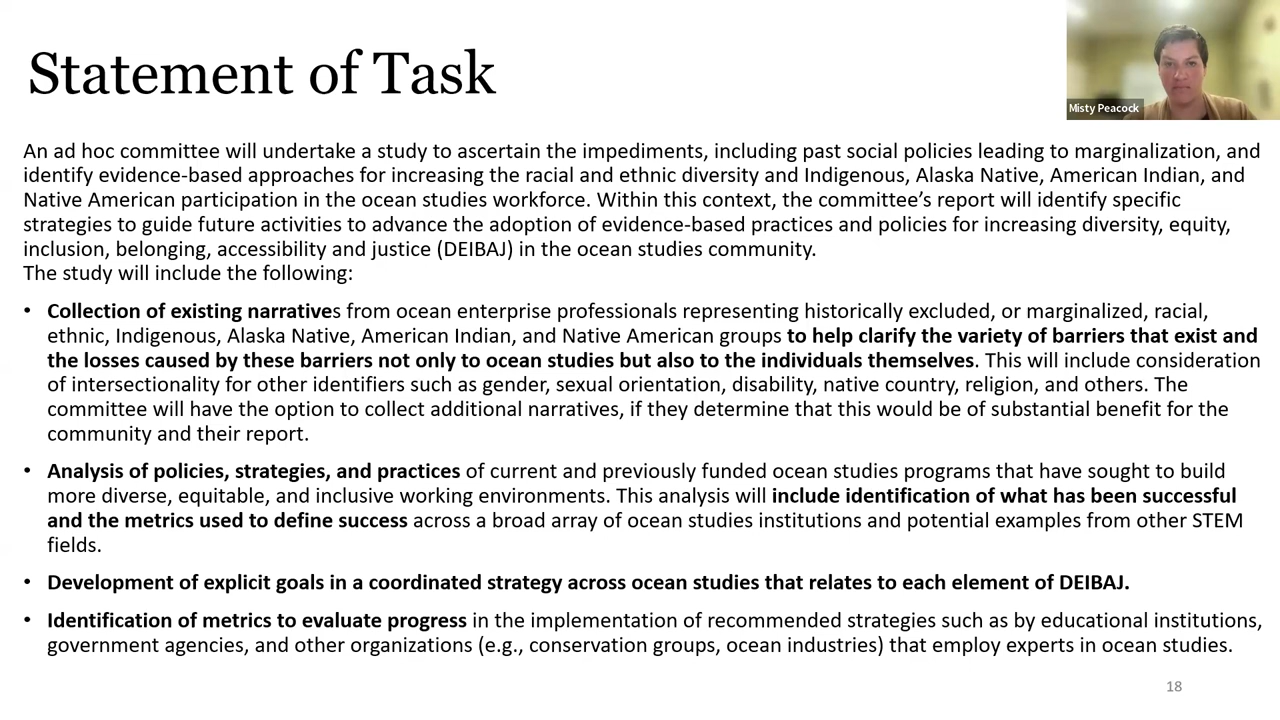 Statement of Task
Misty Peacock
An ad hoc committee will undertake a study to ascertain the impediments, including past social policies leading to marginalization, and
identify evidence-based approaches for increasing the racial and ethnic diversity and Indigenous, Alaska Native, American Indian, and
Native American participation in the ocean studies workforce. Within this context, the committee’s report will identify specific
strategies to guide future activities to advance the adoption of evidence-based practices and policies for increasing diversity, equity,
inclusion, belonging, accessibility and justice (DEIBAJ) in the ocean studies community.
The study will include the following:
• Collection of existing narratives from ocean enterprise professionals representing historically excluded, or marginalized, racial,
ethnic, Indigenous, Alaska Native, American Indian, and Native American groups to help clarify the variety of barriers that exist and
the losses caused by these barriers not only to ocean studies but also to the individuals themselves. This will include consideration
of intersectionality for other identifiers such as gender, sexual orientation, disability, native country, religion, and others. The
committee will have the option to collect additional narratives, if they determine that this would be of substantial benefit for the
community and their report.
• Analysis of policies, strategies, and practices of current and previously funded ocean studies programs that have sought to build
more diverse, equitable, and inclusive working environments. This analysis will include identification of what has been successful
and the metrics used to define success across a broad array of ocean studies institutions and potential examples from other STEM
fields.
• Development of explicit goals in a coordinated strategy across ocean studies that relates to each element of DEIBAJ.
• Identification of metrics to evaluate progress in the implementation of recommended strategies such as by educational institutions,
government agencies, and other organizations (e.g., conservation groups, ocean industries) that employ experts in ocean studies.
18